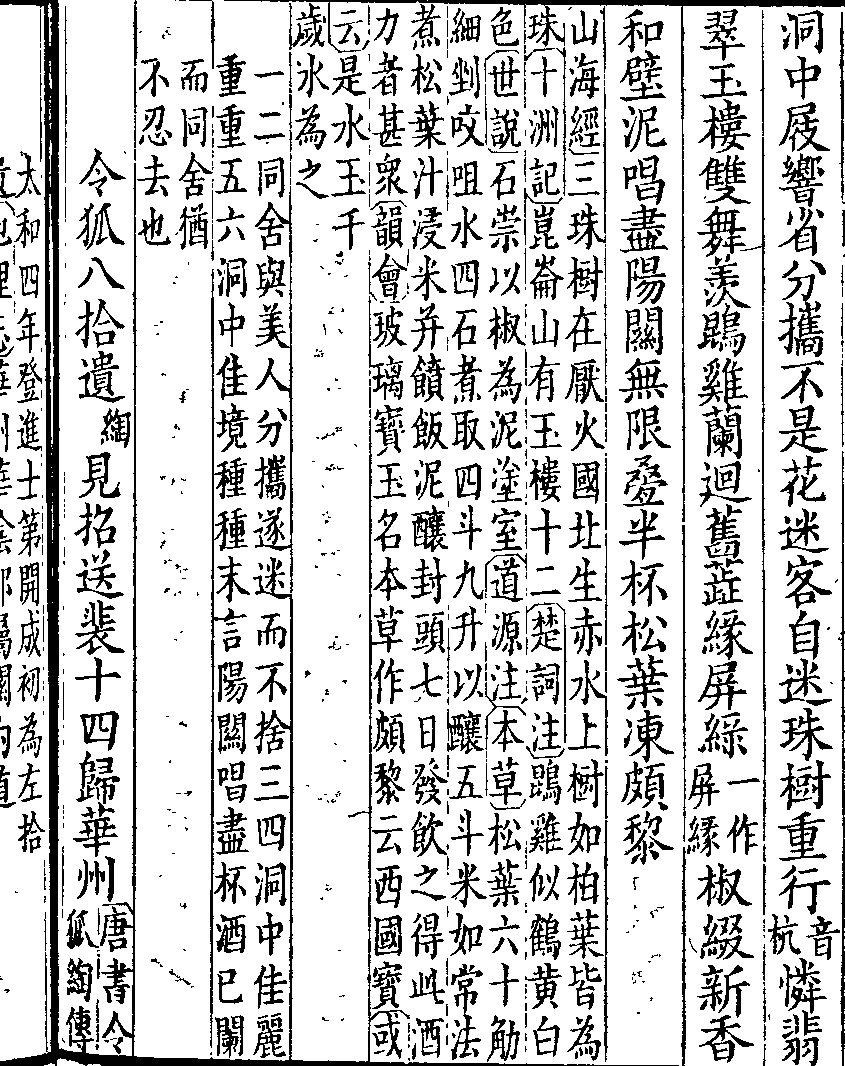 洞中屐響省分攜不是花迷客自迷珠樹重行音杭憐翡
翠玉樓雙舞羨鵾雞蘭迴舊蕋緣屏綠一作屏緣椒綴新香
和壁泥唱盡陽關無限疊半杯松葉凍頗黎
山海經三珠樹在厭火國北生赤水上樹如柏葉皆為
珠十洲記崑崙山有玉樓十二楚詞注鵾雞似鶴黄白
色世說石崇以椒為泥塗室道源注本草松葉六十觔
細剉㕮咀水四石煮取四斗九升以釀五斗米如常法
煮松葉汁浸米并饙飯泥釀封頭七日發飲之得此酒
力者甚衆韻會玻璃寶玉名本草作頗黎云西國寶或
云是水玉千
歲氷為之
一二同舍與美人分攜遂迷而不捨三四洞中佳麗
重重五六洞中佳境種種末言陽關唱盡杯酒已闌
而同舍猶
不忍去也
令狐八拾遺綯見招送裴十四歸華州唐書令狐綯傳
太和四年登進士第開成初為左拾